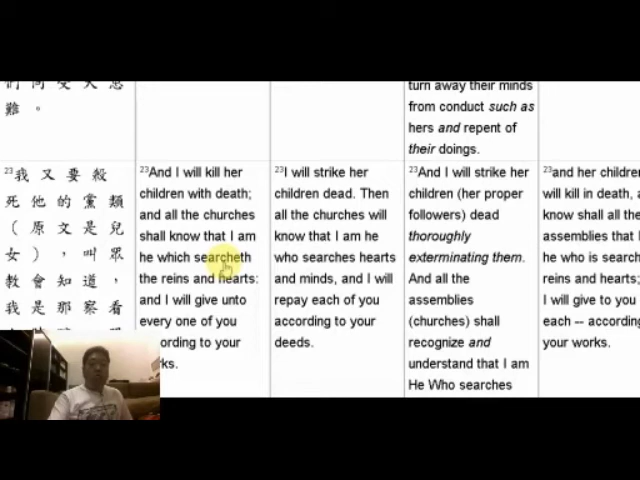 難 。
23我 又 要 殺
死 他 的 黨 類
（ 原 文 是 兒
女 ） ， 叫 眾
教 會 知 道 ，
我 是 那 察 看
23And I will kill her
children with death;
and all the churches
shall know that I am
he which searcheth
the reins and hearts:
and I will give unto
every one of you
according to your
works.
23I will strike her
children dead. Then
all the churches will
know that I am he
who searches hearts
and minds, and I will
repay each of you
according to your
deeds.
turn away their minds
from conduct such as
hers and repent of
their doings.
23And I will strike her
children (her proper
followers) dead
thoroughly
exterminating them.
And all the
assemblies
(churches) shall
recognize and
understand that I am
He Who searches
23and her children
will kill in death, a
know shall all the
assemblies that I
he who is search
reins and hearts;
I will give to you
each -- according
your works.